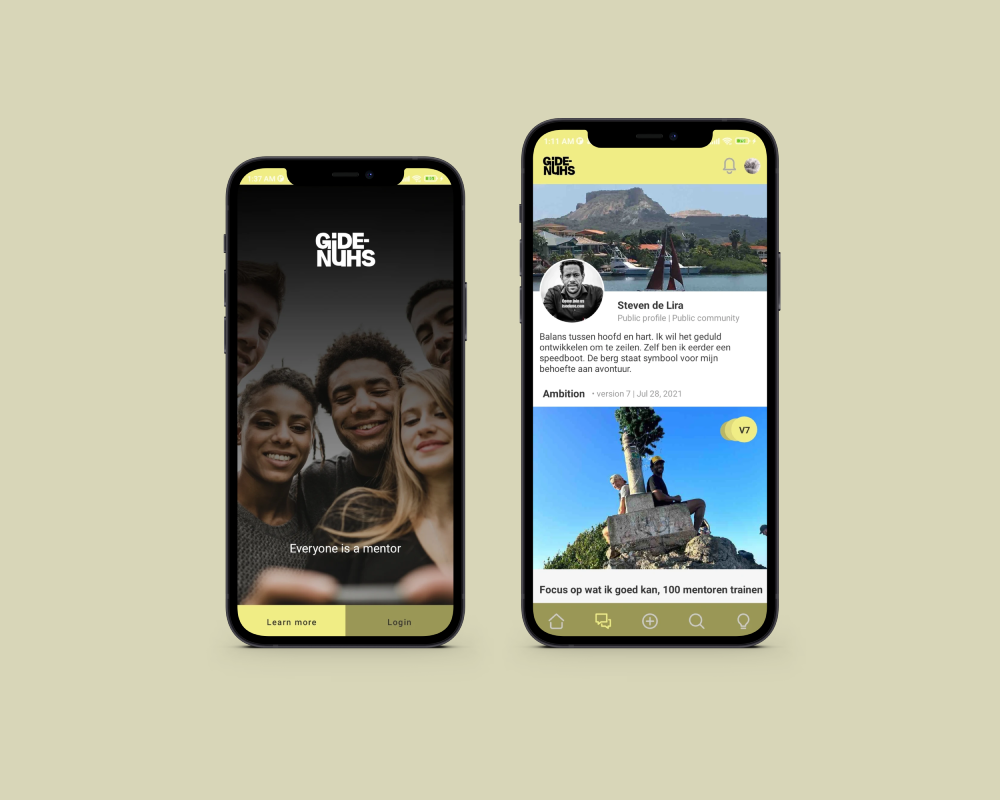 1:37 AM
GiDE-
NUHS
Everyone is a mentor
Learn more
Login
1:11 AM
GiDE-
NUHS
Steven de Lira
Public profile | Public community
Balans tussen hoofd en hart. Ik wil het geduld
ontwikkelen om te zeilen. Zelf ben ik eerder een
speedboot. De berg staat symbool voor mijn
behoefte aan avontuur.
Ambition • version 7 | Jul 28, 2021
V7
Focus op wat ik goed kan, 100 mentoren trainen